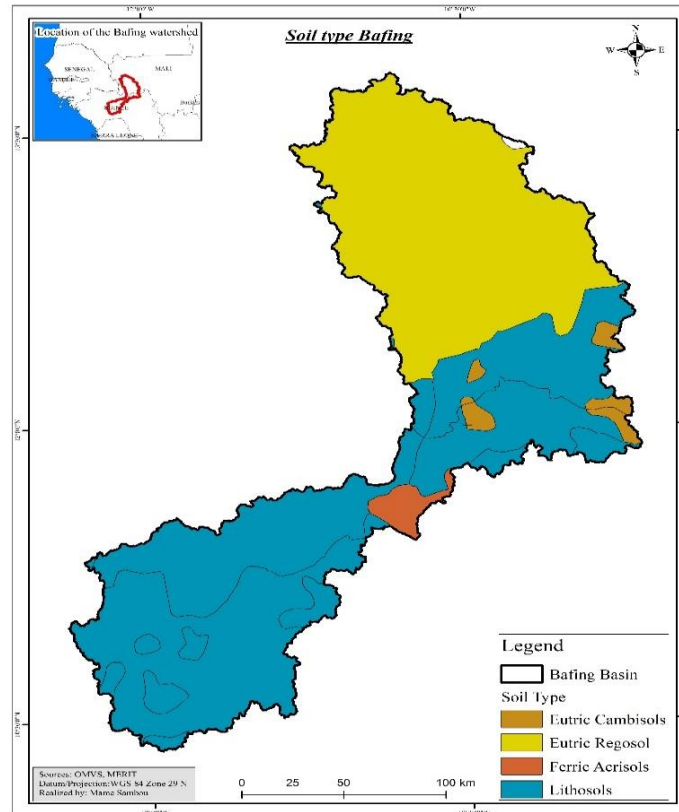 Location of the Bafing watershed
SENEGAL
MALI
Soil type Bafing
N
W E
S
Legend
Bafing Basin
Soil Type
Eutric Cambisols
Eutric Regosol
Ferric Acrisols
Lithosols
Sources: OMVS, MERIT
Datum/Projection:WGS 84 Zone 29 N
Realized by: Mame Sambou
0 25 50 100 km